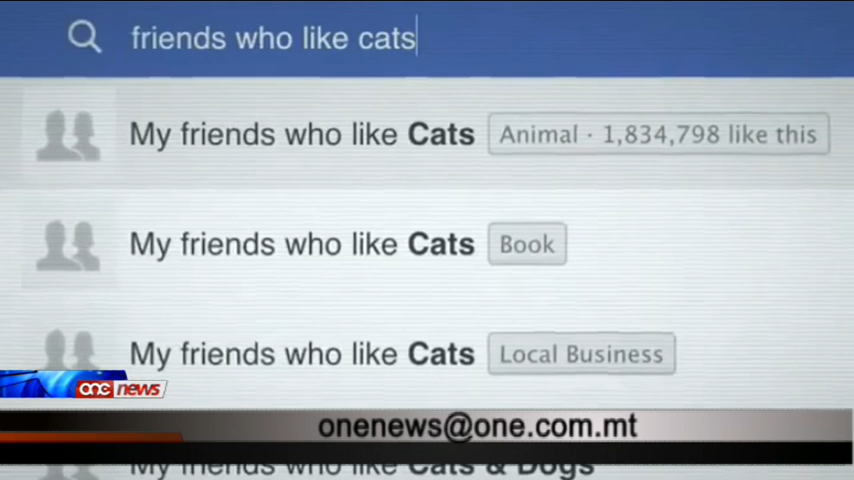 friends who like cats
My friends who like Cats Animal · 1,834,798 like this
My friends who like Cats Book
My friends who like Cats Local Business
one news
onenews@one.com.mt
My friends who like Cats & Dogs